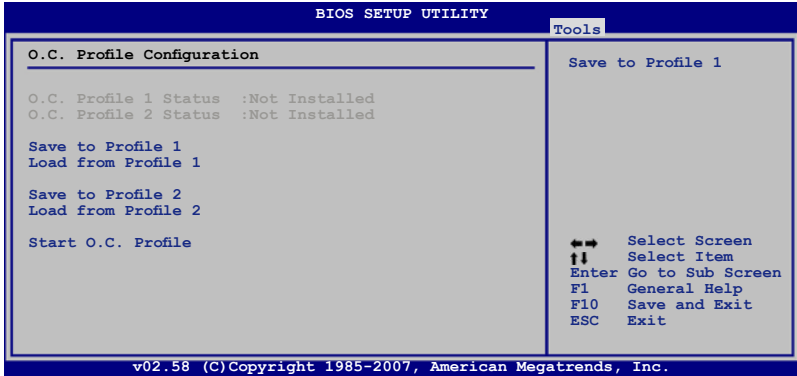 BIOS SETUP UTILITY
Tools
O.C. Profile Configuration
O.C. Profile 1 Status :Not Installed
O.C. Profile 2 Status :Not Installed
Save to Profile 1
Load from Profile 1
Save to Profile 2
Load from Profile 2
Start O.C. Profile
Save to Profile 1
Select Screen
Select Item
Enter Go to Sub Screen
F1 General Help
F10 Save and Exit
ESC Exit
v02.58 (C)Copyright 1985-2007, American Megatrends, Inc.